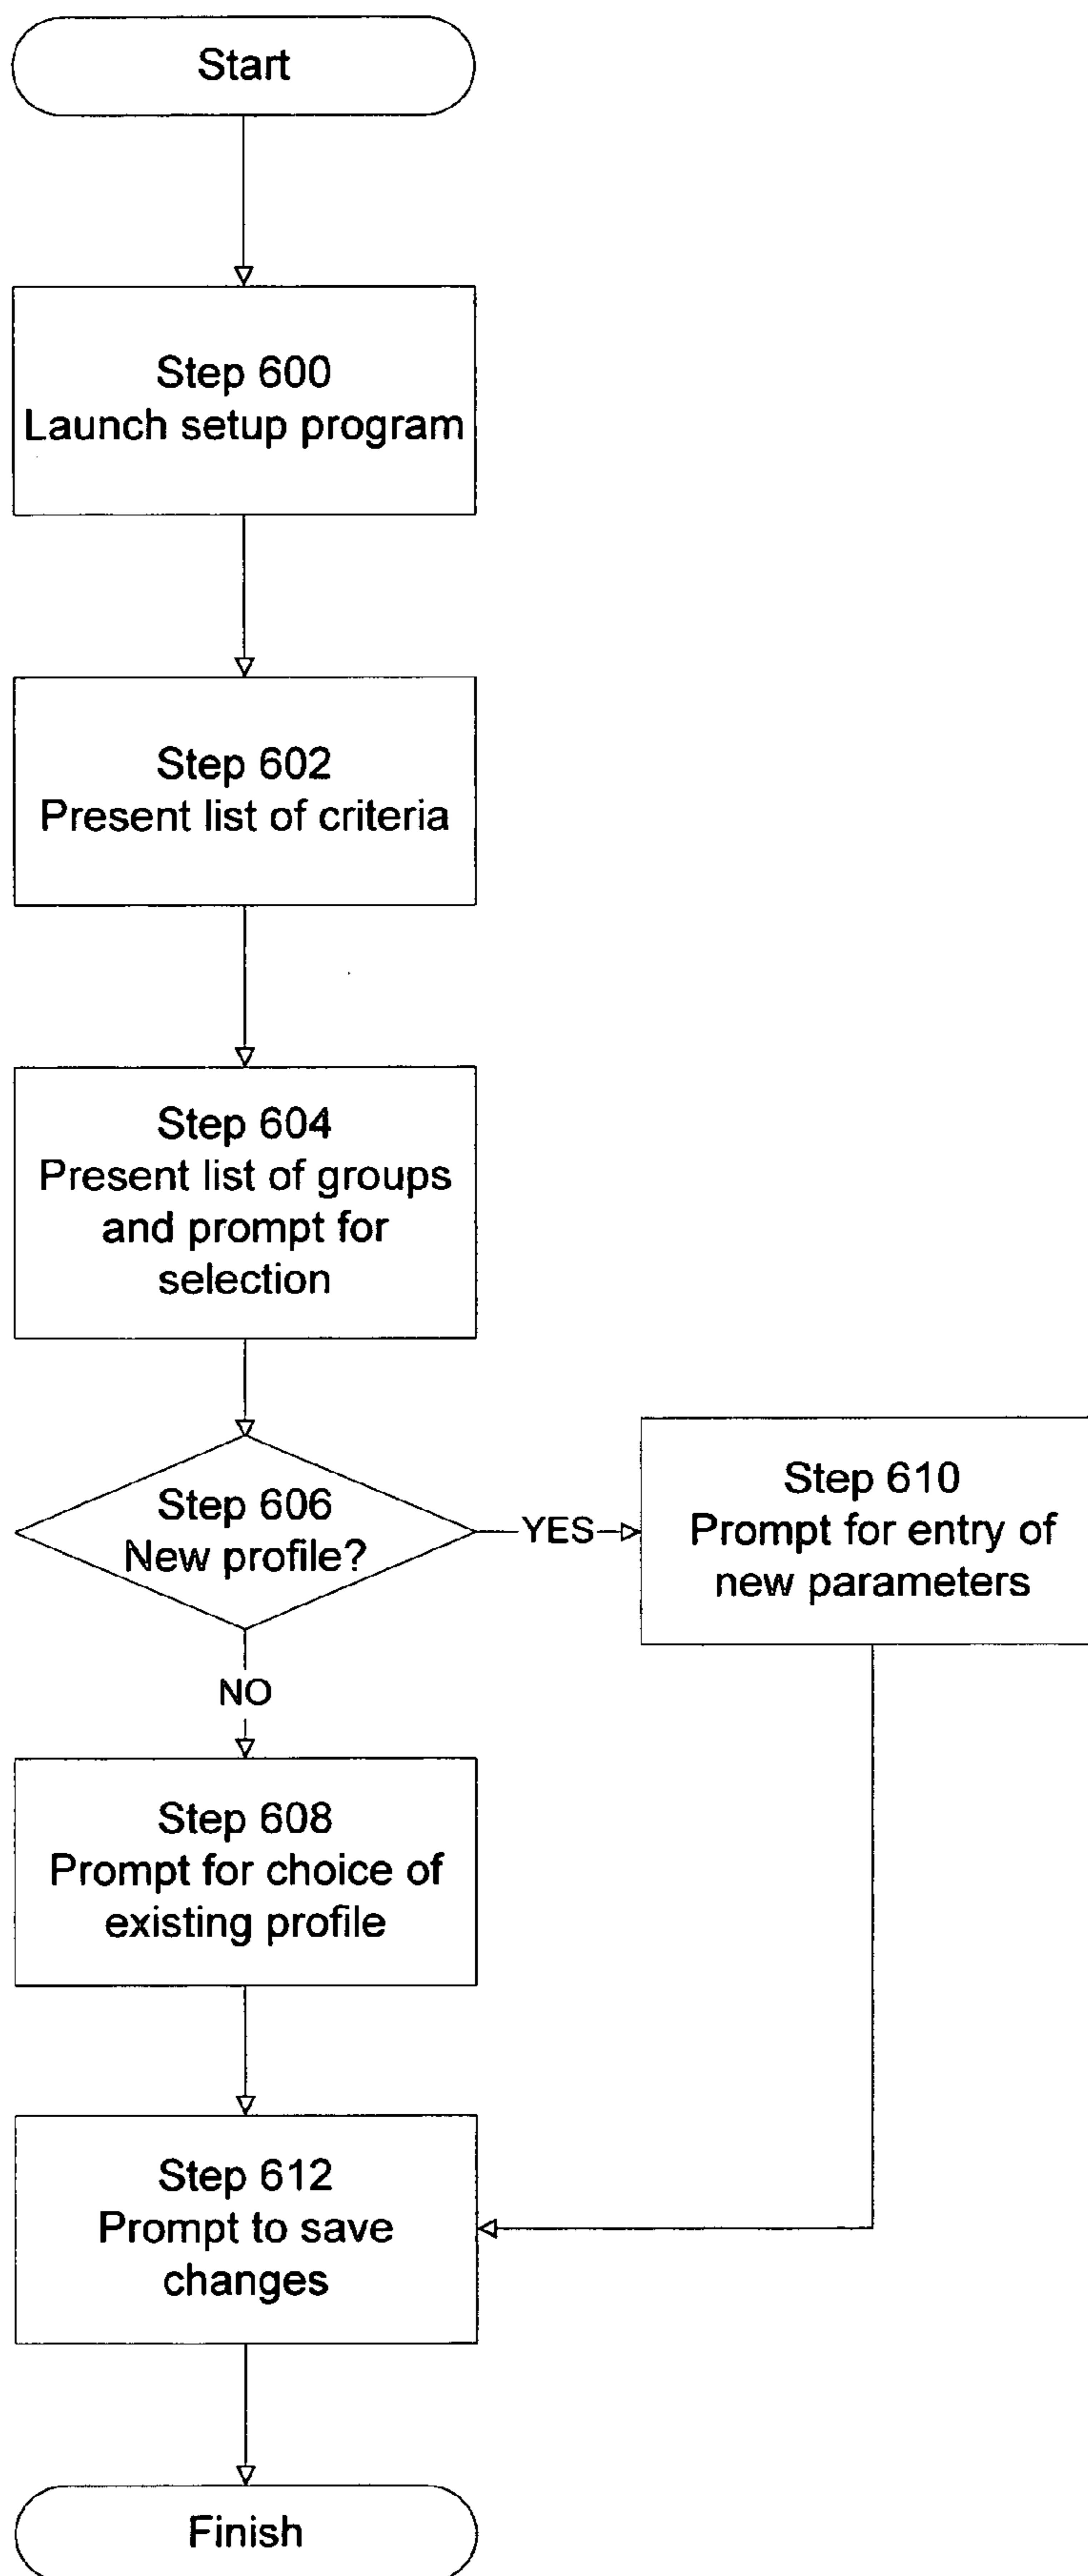 Start
Step 600
Launch setup program
Step 602
Present list of criteria
Step 604
Present list of groups
and prompt for
selection
Step 606
New profile?
YES
Step 610
Prompt for entry of
new parameters
NO
Step 608
Prompt for choice of
existing profile
Step 612
Prompt to save
changes
Finish